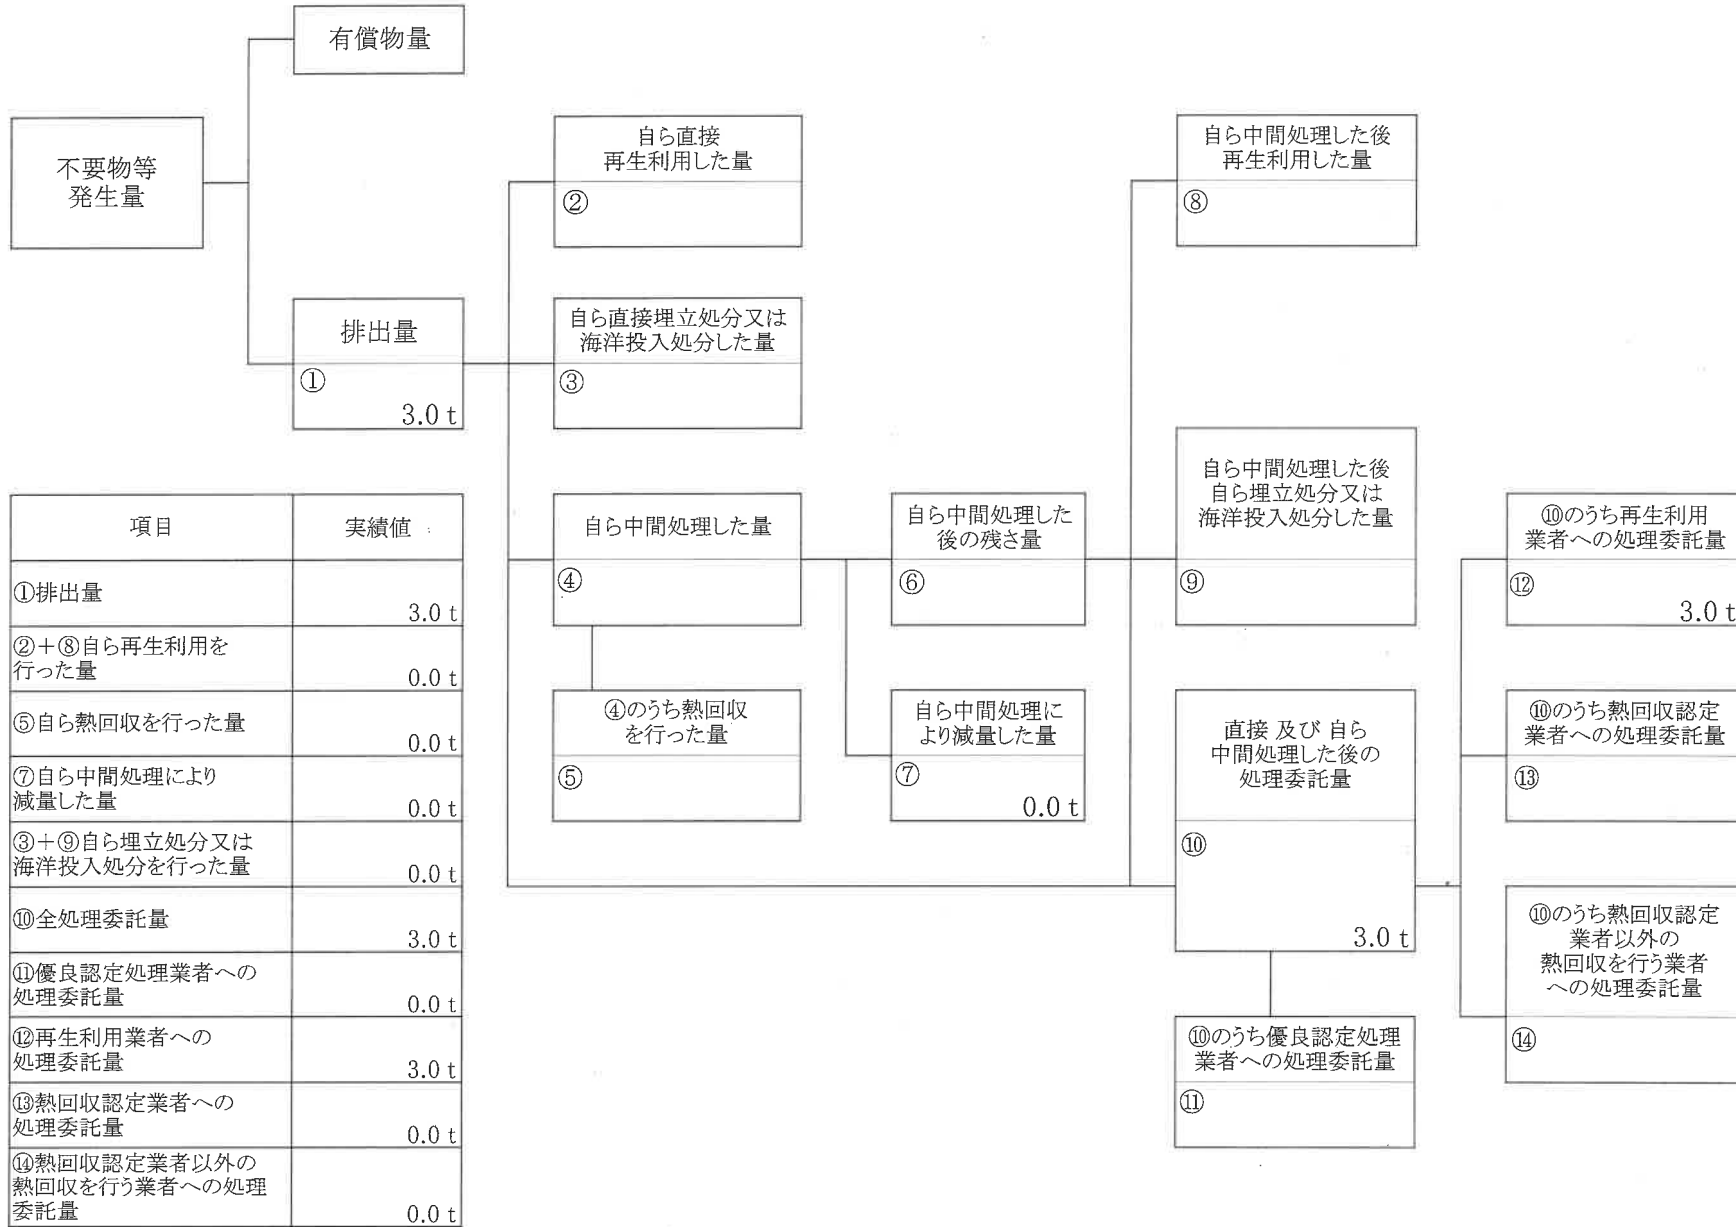 有償物量
不要物等
発生量
排出量
①
3.0 t
自ら直接
再生利用した量
②
自ら直接埋立処分又は
海洋投入処分した量
③
自ら中間処理した量
④
④のうち熱回収
を行った量
⑤
自ら中間処理した
後の残さ量
⑥
自ら中間処理に
より減量した量
⑦
0.0 t
自ら中間処理した後
再生利用した量
⑧
自ら中間処理した後
自ら埋立処分又は
海洋投入処分した量
⑨
直接 及び 自ら
中間処理した後の
処理委託量
⑩
3.0 t
⑩のうち優良認定処理
業者への処理委託量
⑪
⑩のうち再生利用
業者への処理委託量
⑫
3.0 t
⑩のうち熱回収認定
業者への処理委託量
⑬
⑩のうち熱回収認定
業者以外の
熱回収を行う業者
への処理委託量
⑭
項目 実績値
①排出量 3.0 t
②+⑧自ら再生利用を
行った量 0.0 t
⑤自ら熱回収を行った量 0.0 t
⑦自ら中間処理により
減量した量 0.0 t
③+⑨自ら埋立処分又は
海洋投入処分を行った量 0.0 t
⑩全処理委託量 3.0 t
⑪優良認定処理業者への
処理委託量 0.0 t
⑫再生利用業者への
処理委託量 3.0 t
⑬熱回収認定業者への
処理委託量 0.0 t
⑭熱回収認定業者以外の
熱回収を行う業者への処理
委託量 0.0 t